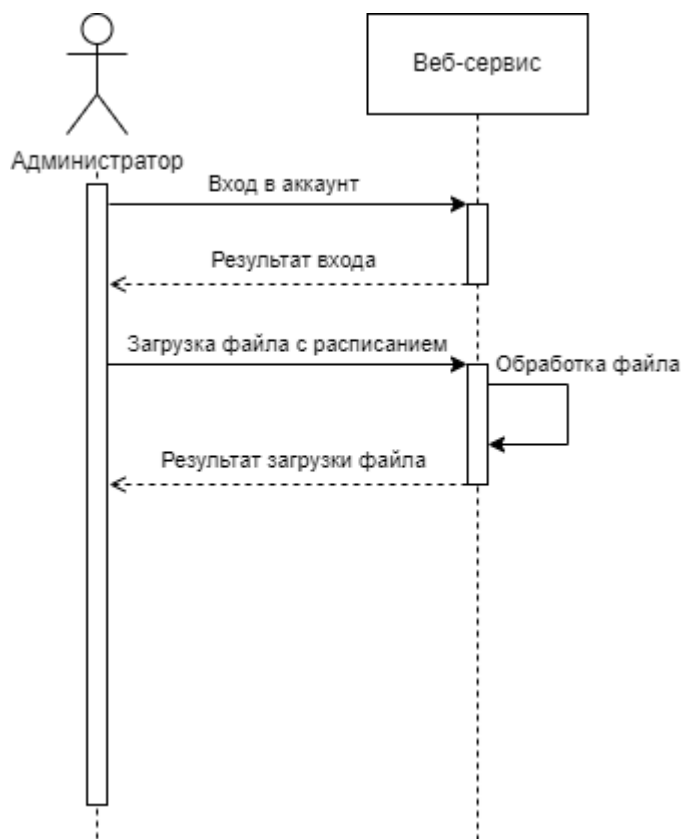 Веб-сервис
Администратор
Вход в аккаунт
Результат входа
Загрузка файла с расписанием
Обработка файла
Результат загрузки файла